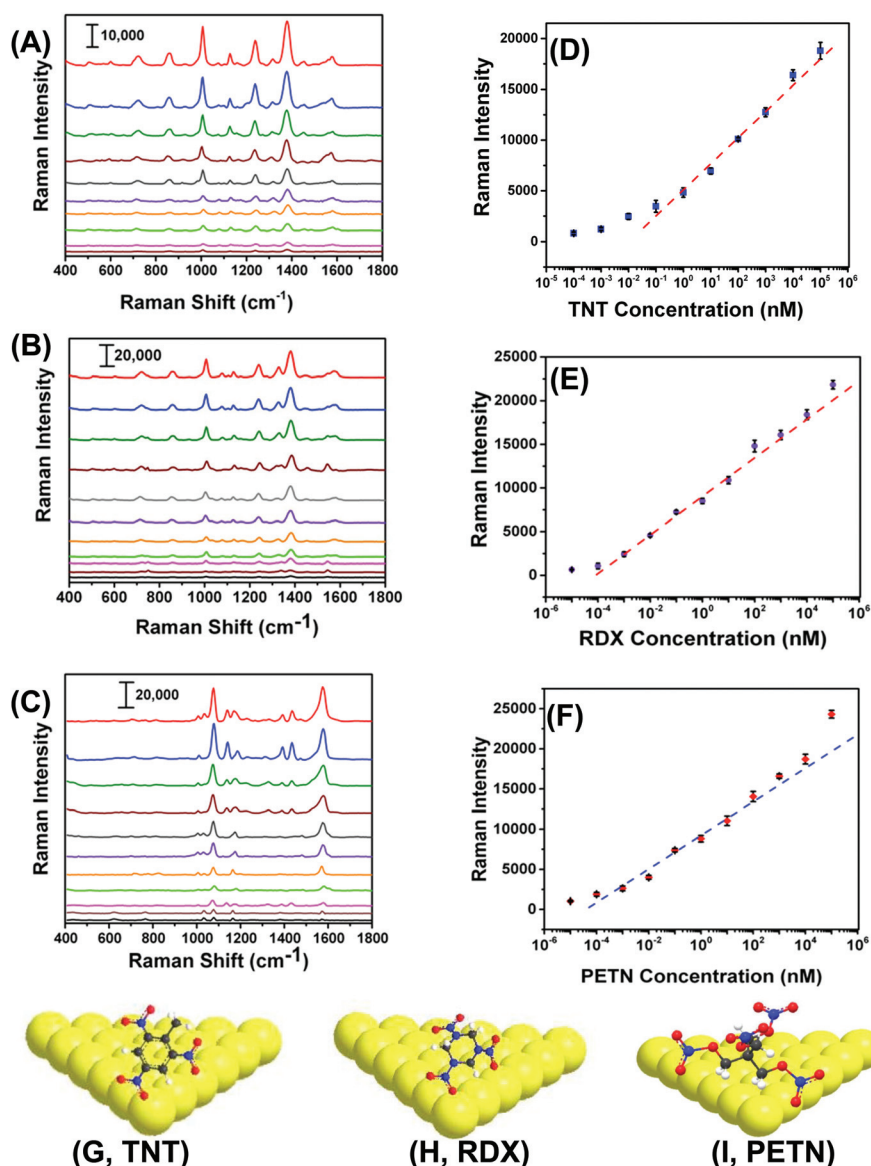 (A)
10,000
Raman Intensity
400 600 800 1000 1200 1400 1600 1800
Raman Shift (cm-1)
(D)
20000
15000
10000
5000
0
Raman Intensity
10-5 10-4 10-3 10-2 10-1 100 101 102 103 104 105 106
TNT Concentration (nM)
(B)
20,000
Raman Intensity
400 600 800 1000 1200 1400 1600 1800
Raman Shift (cm-1)
(E)
25000
20000
15000
10000
5000
0
Raman Intensity
10-6 10-4 10-2 100 102 104 106
RDX Concentration (nM)
(C)
20,000
Raman Intensity
400 600 800 1000 1200 1400 1600 1800
Raman Shift (cm-1)
(F)
25000
20000
15000
10000
5000
0
Raman Intensity
10-6 10-4 10-2 100 102 104 106
PETN Concentration (nM)
(G, TNT)
(H, RDX)
(I, PETN)